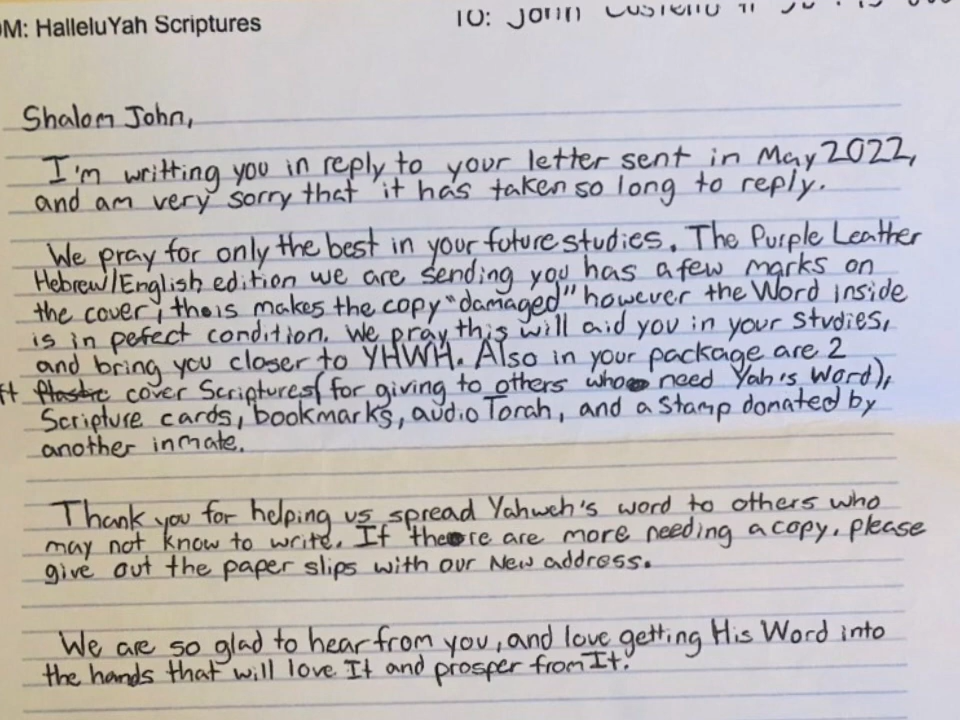 M: HalleluYah Scriptures
TO: John
Shalom John,
I'm writting you in reply to your letter sent in May 2022,
and am very sorry that it has taken so long to reply.
We pray for only the best in your future studies. The Purple Leather
Hebrew/English edition we are sending you has a few marks on
the cover, thois makes the copy "damaged" however the Word inside
is in pefect condition. We pray this will aid you in your studies,
and bring you closer to YHWH. Also in your package are 2
ft Plastic cover Scriptures (for giving to others who need Yah's Word),
Scripture cards, bookmarks, audio Torah, and a stamp donated by
another inmate.
Thank you for helping us spread Yahweh's word to others who
may not know to write. If there are more needing a copy, please
give out the paper slips with our New address.
We are so glad to hear from you, and love getting His Word into
the hands that will love It and prosper from It.